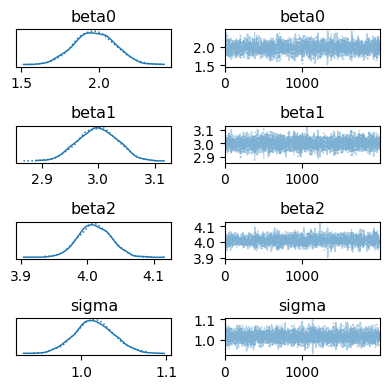 beta0 beta0
2.0
1.5
1.5 2.0 0 1000
beta1 beta1
3.1
3.0
2.9
2.9 3.0 3.1 0 1000
beta2 beta2
4.1
4.0
3.9
3.9 4.0 4.1 0 1000
sigma sigma
1.1
1.0
1.0 1.1 0 1000